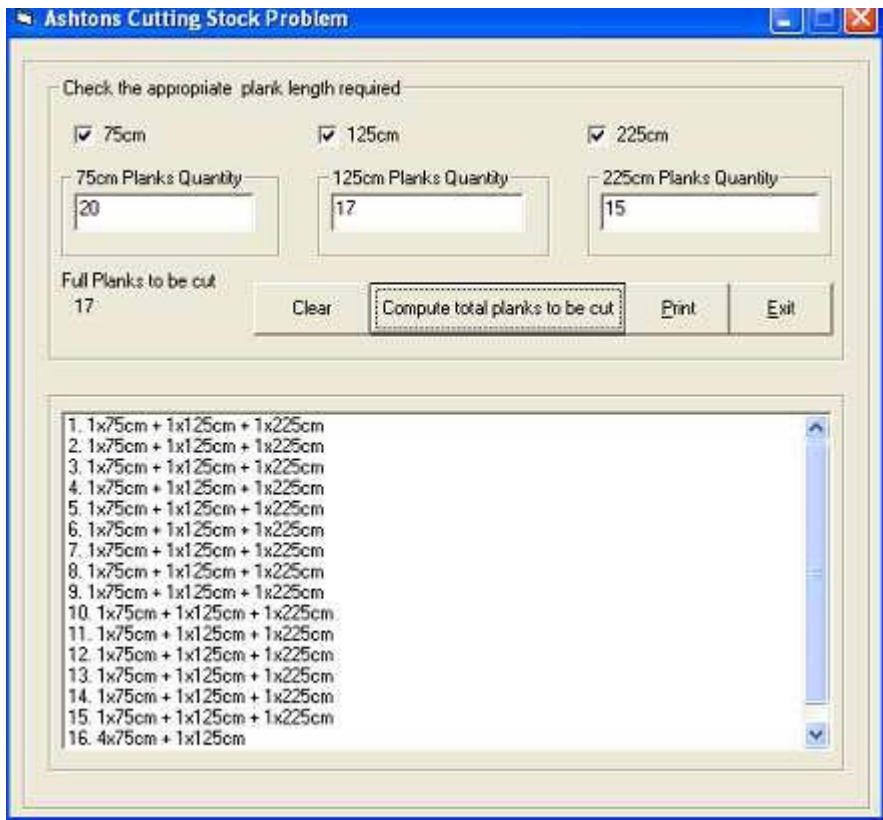 Ashtons Cutting Stock Problem
Check the appropriate plank length required
75cm 125cm 225cm
75cm Planks Quantity 125cm Planks Quantity 225cm Planks Quantity
20 17 15
Full Planks to be cut
17 Clear Compute total planks to be cut Print Exit
1. 1x75cm + 1x125cm + 1x225cm
2. 1x75cm + 1x125cm + 1x225cm
3. 1x75cm + 1x125cm + 1x225cm
4. 1x75cm + 1x125cm + 1x225cm
5. 1x75cm + 1x125cm + 1x225cm
6. 1x75cm + 1x125cm + 1x225cm
7. 1x75cm + 1x125cm + 1x225cm
8. 1x75cm + 1x125cm + 1x225cm
9. 1x75cm + 1x125cm + 1x225cm
10. 1x75cm + 1x125cm + 1x225cm
11. 1x75cm + 1x125cm + 1x225cm
12. 1x75cm + 1x125cm + 1x225cm
13. 1x75cm + 1x125cm + 1x225cm
14. 1x75cm + 1x125cm + 1x225cm
15. 1x75cm + 1x125cm + 1x225cm
16. 4x75cm + 1x125cm